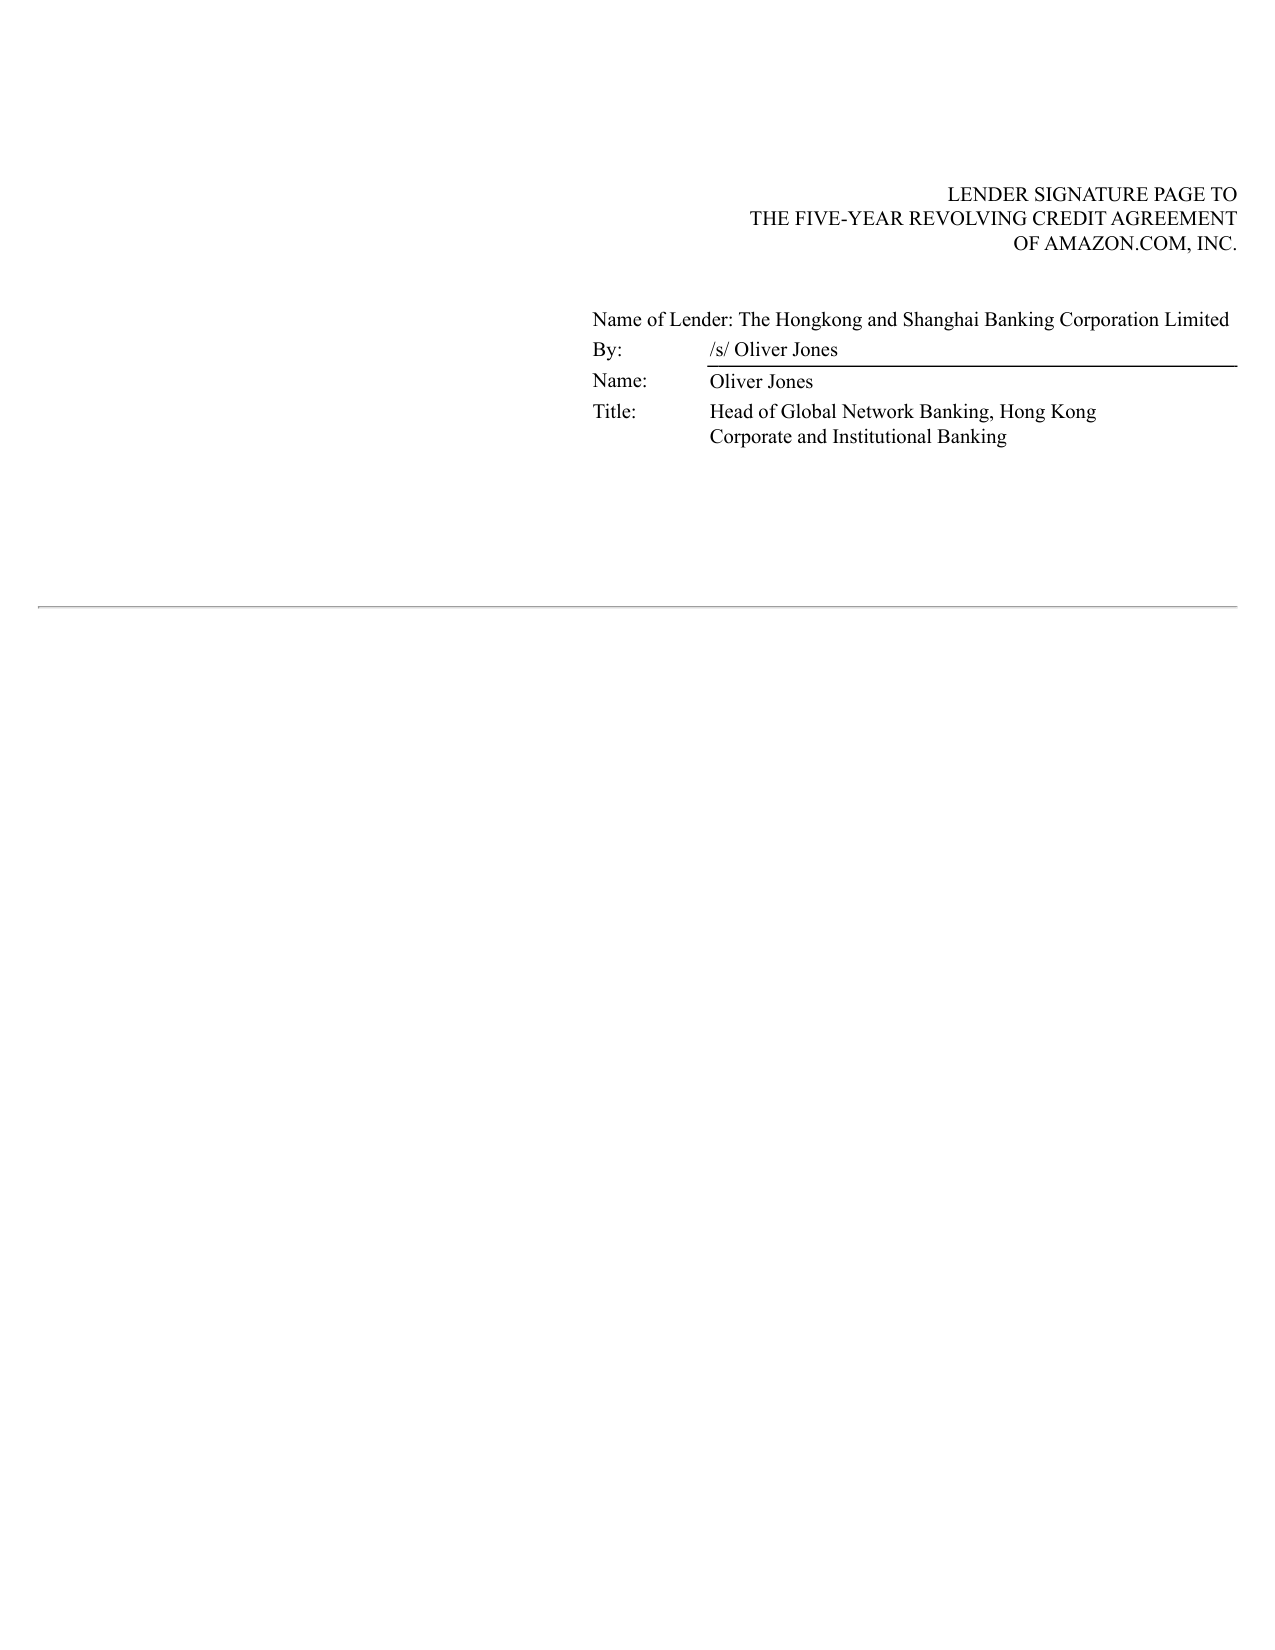 LENDER SIGNATURE PAGE TO
THE FIVE-YEAR REVOLVING CREDIT AGREEMENT
OF AMAZON.COM, INC.
Name of Lender: The Hongkong and Shanghai Banking Corporation Limited
By: /s/ Oliver Jones
Name: Oliver Jones
Title: Head of Global Network Banking, Hong Kong
Corporate and Institutional Banking